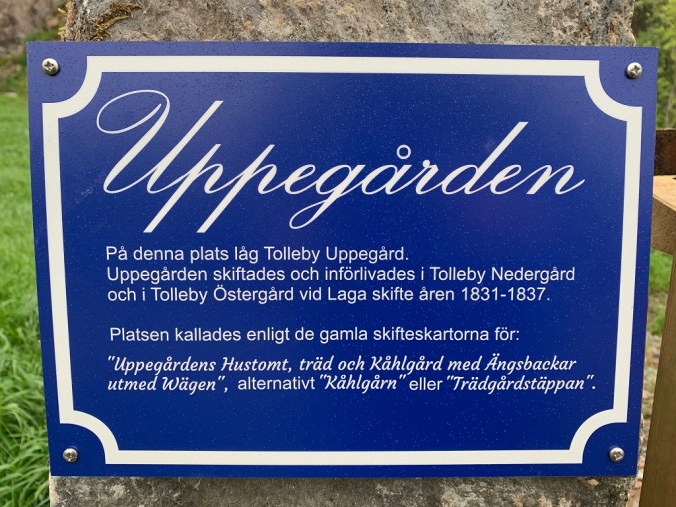 Uppegården
På denna plats låg Tolleby Uppegård.
Uppegården skiftades och införlivades i Tolleby Nedergård
och i Tolleby Östergård vid Laga skifte åren 1831-1837.
Platsen kallades enligt de gamla skifteskartorna för:
"Uppegårdens Hustomt, träd och Kåhlgård med Ängsbackar
utmed Wägen", alternativt "Kåhlgårn" eller "Trädgårdstäppan".